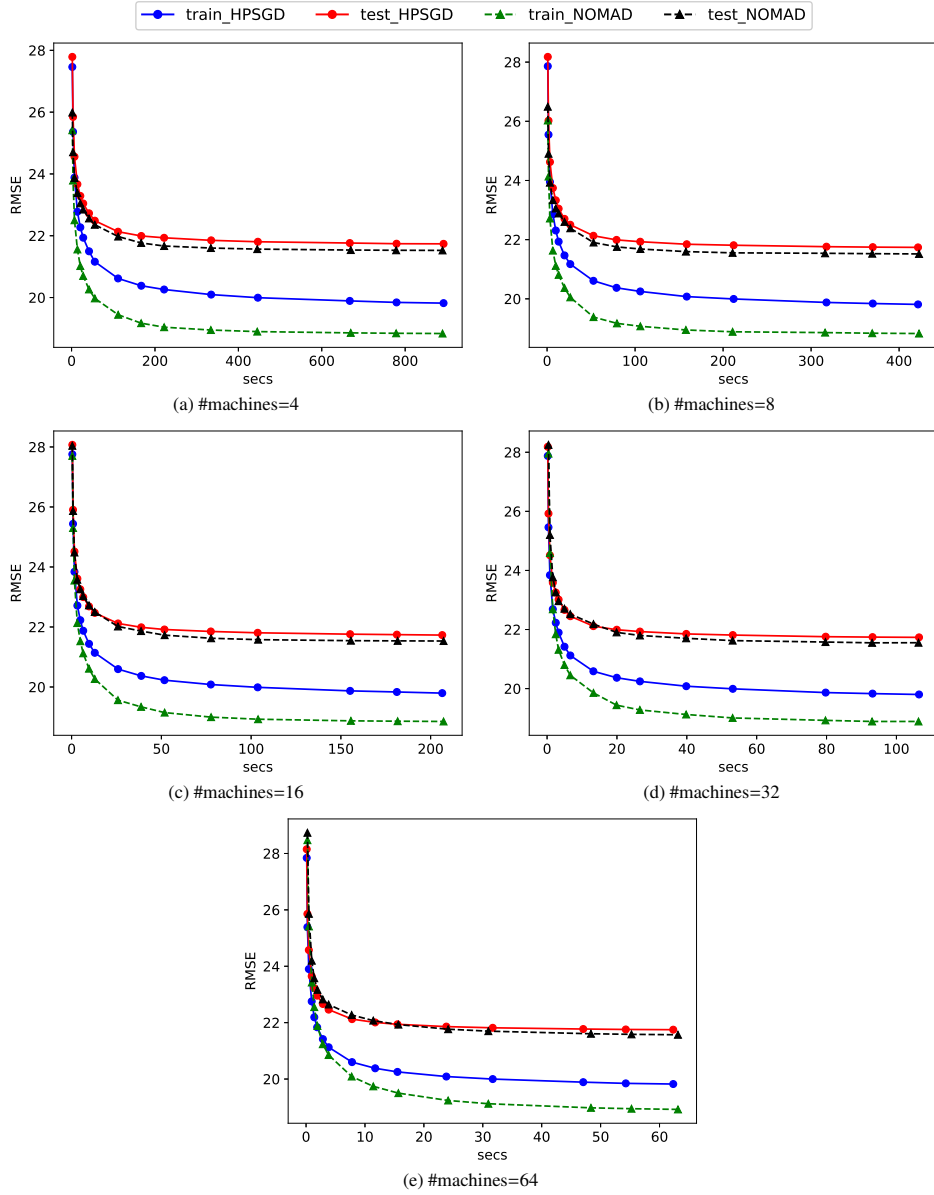 train_HPSGD test_HPSGD train_NOMAD test_NOMAD
28
26
24
22
20
RMSE
0 200 400 600 800
secs
(a) #machines=4
28
26
24
22
20
RMSE
0 100 200 300 400
secs
(b) #machines=8
28
26
24
22
20
RMSE
0 50 100 150 200
secs
(c) #machines=16
28
26
24
22
20
RMSE
0 20 40 60 80 100
secs
(d) #machines=32
28
26
24
22
20
RMSE
0 10 20 30 40 50 60
secs
(e) #machines=64